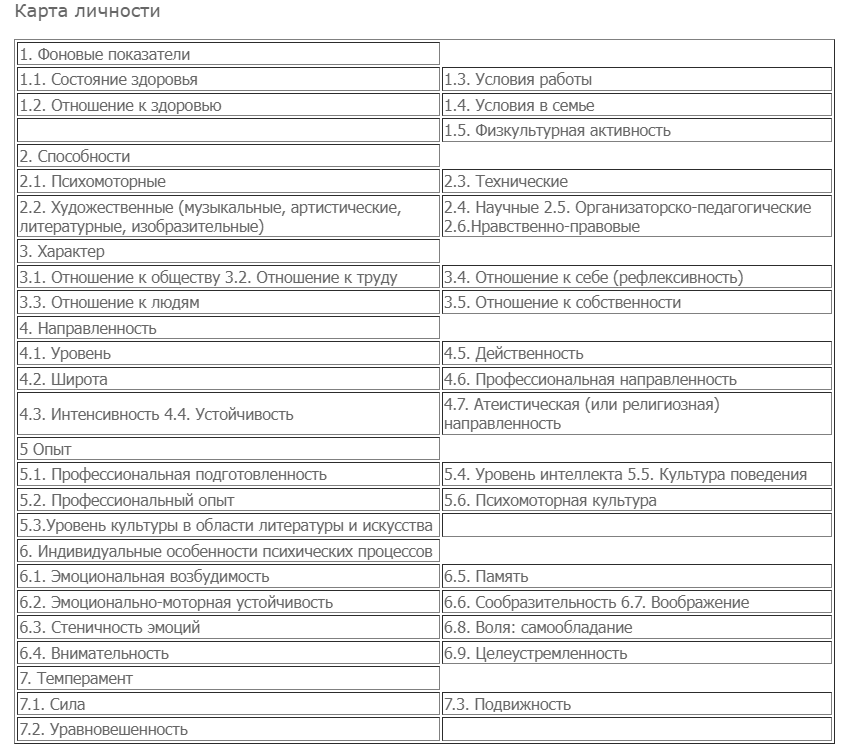 Карта личности
1. Фоновые показатели
1.1. Состояние здоровья
1.3. Условия работы
1.2. Отношение к здоровью
1.4. Условия в семье
1.5. Физкультурная активность
2. Способности
2.1. Психомоторные
2.3. Технические
2.2. Художественные (музыкальные, артистические,
литературные, изобразительные)
2.4. Научные 2.5. Организаторско-педагогические
2.6.Нравственно-правовые
3. Характер
3.1. Отношение к обществу 3.2. Отношение к труду
3.4. Отношение к себе (рефлексивность)
3.3. Отношение к людям
3.5. Отношение к собственности
4. Направленность
4.1. Уровень
4.5. Действенность
4.2. Широта
4.6. Профессиональная направленность
4.3. Интенсивность 4.4. Устойчивость
4.7. Атеистическая (или религиозная)
направленность
5 Опыт
5.1. Профессиональная подготовленность
5.4. Уровень интеллекта 5.5. Культура поведения
5.2. Профессиональный опыт
5.6. Психомоторная культура
5.3.Уровень культуры в области литературы и искусства
6. Индивидуальные особенности психических процессов
6.1. Эмоциональная возбудимость
6.5. Память
6.2. Эмоционально-моторная устойчивость
6.6. Сообразительность 6.7. Воображение
6.3. Стеничность эмоций
6.8. Воля: самообладание
6.4. Внимательность
6.9. Целеустремленность
7. Темперамент
7.1. Сила
7.3. Подвижность
7.2. Уравновешенность